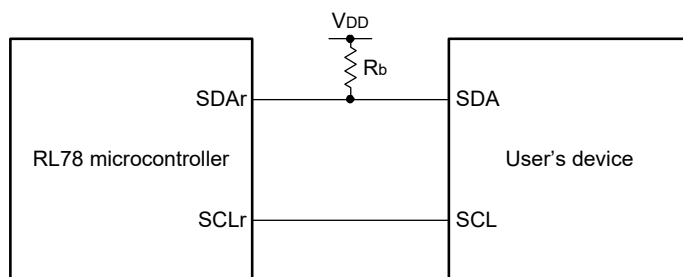 VDD
Rb
SDAr
SDA
RL78 microcontroller
User’s device
SCLr
SCL